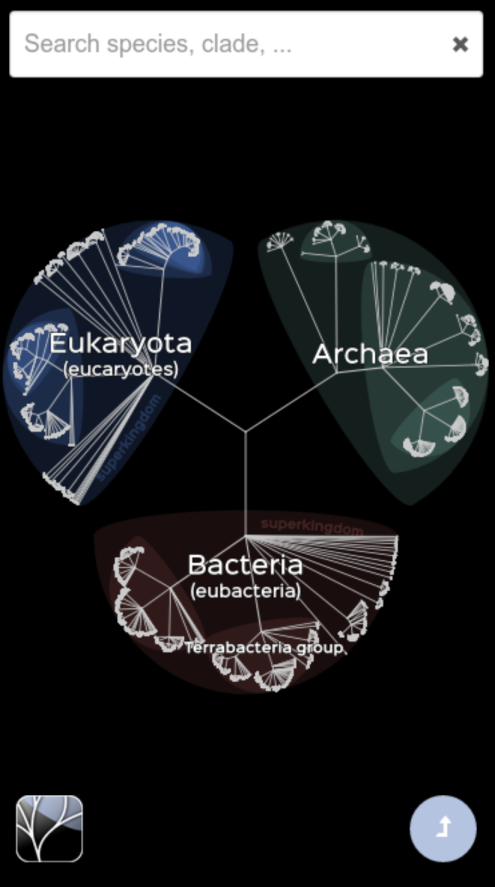 Search species, clade, ...
Eukaryota
(eucaryotes)
superkingdom
Archaea
superkingdom
Bacteria
(eubacteria)
Terrabacteria group